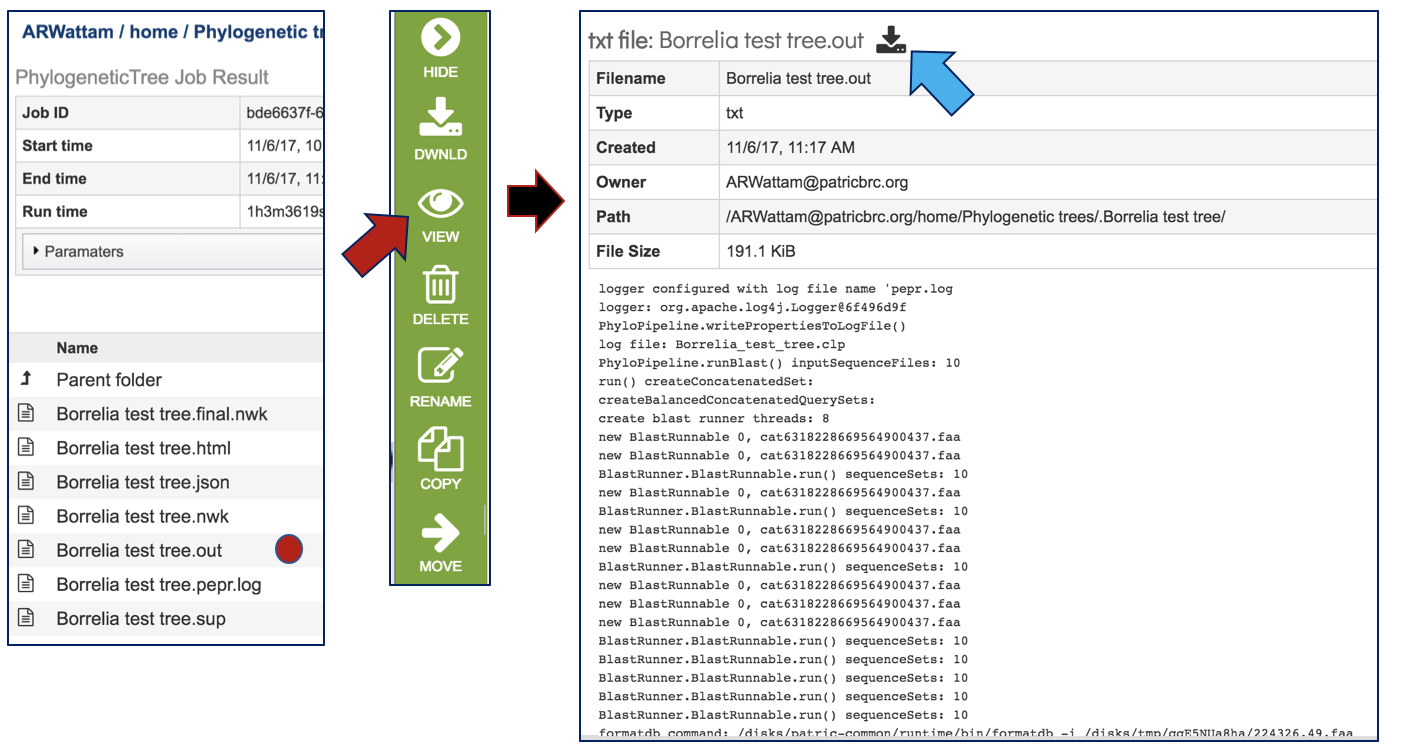 ARWattam / home / Phylogenetic tr
PhylogeneticTree Job Result
Job ID bde6637f-6
Start time 11/6/17, 10
End time 11/6/17, 11:
Run time 1h3m3619s
Paramaters
Name
Parent folder
Borrelia test tree.final.nwk
Borrelia test tree.html
Borrelia test tree.json
Borrelia test tree.nwk
Borrelia test tree.out
Borrelia test tree.pepr.log
Borrelia test tree.sup
HIDE
DWNLD
VIEW
DELETE
RENAME
COPY
MOVE
txt file: Borrelia test tree.out
Filename Borrelia test tree.out
Type txt
Created 11/6/17, 11:17 AM
Owner ARWattam@patricbrc.org
Path /ARWattam@patricbrc.org/home/Phylogenetic trees/.Borrelia test tree/
File Size 191.1 KiB
logger configured with log file name 'pepr.log
logger: org.apache.log4j.Logger@6f496d9f
PhyloPipeline.writePropertiesToLogFile()
log file: Borrelia_test_tree.clp
PhyloPipeline.runBlast() inputSequenceFiles: 10
run() createConcatenatedSet:
createBalancedConcatenatedQuerySets:
create blast runner threads: 8
new BlastRunnable 0, cat6318228669564900437.faa
new BlastRunnable 0, cat6318228669564900437.faa
BlastRunner.BlastRunnable.run() sequenceSets: 10
new BlastRunnable 0, cat6318228669564900437.faa
BlastRunner.BlastRunnable.run() sequenceSets: 10
new BlastRunnable 0, cat6318228669564900437.faa
new BlastRunnable 0, cat6318228669564900437.faa
BlastRunner.BlastRunnable.run() sequenceSets: 10
new BlastRunnable 0, cat6318228669564900437.faa
new BlastRunnable 0, cat6318228669564900437.faa
new BlastRunnable 0, cat6318228669564900437.faa
BlastRunner.BlastRunnable.run() sequenceSets: 10
BlastRunner.BlastRunnable.run() sequenceSets: 10
BlastRunner.BlastRunnable.run() sequenceSets: 10
BlastRunner.BlastRunnable.run() sequenceSets: 10
BlastRunner.BlastRunnable.run() sequenceSets: 10
formatdb command: /disks/patric-common/runtime/bin/formatdb -i